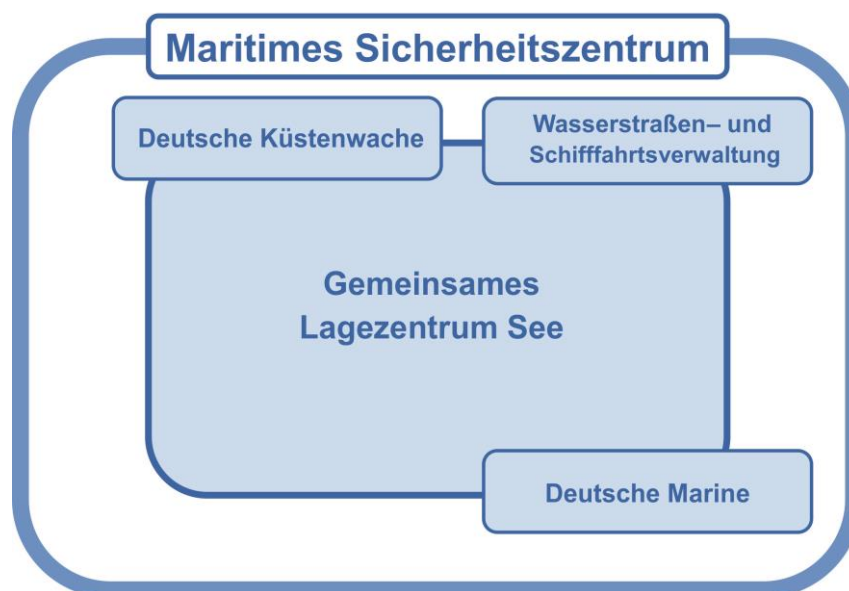 Maritimes Sicherheitszentrum
Deutsche Küstenwache
Wasserstraßen– und
Schifffahrtsverwaltung
Gemeinsames
Lagezentrum See
Deutsche Marine